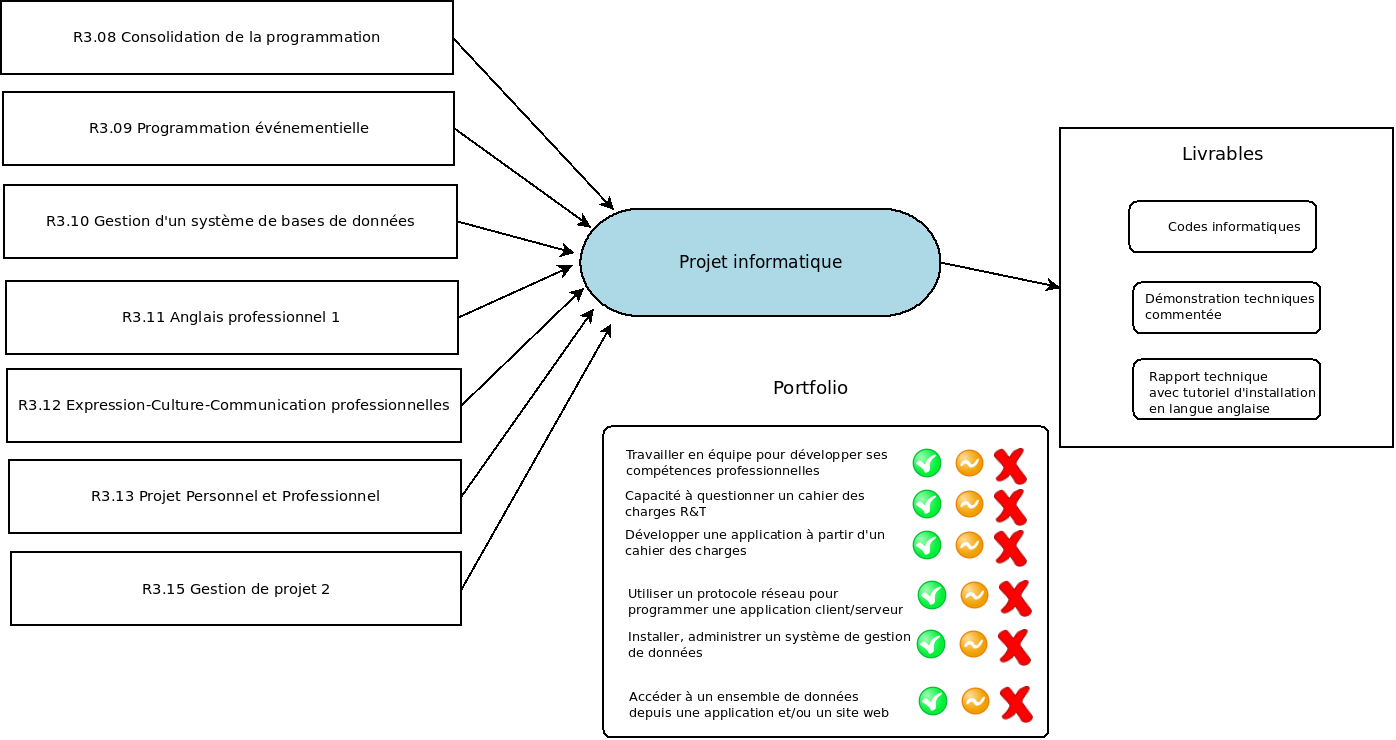 R3.08 Consolidation de la programmation
R3.09 Programmation événementielle
R3.10 Gestion d'un système de bases de données
R3.11 Anglais professionnel 1
R3.12 Expression-Culture-Communication professionnelles
R3.13 Projet Personnel et Professionnel
R3.15 Gestion de projet 2
Projet informatique
Portfolio
Travailler en équipe pour développer ses
compétences professionnelles
Capacité à questionner un cahier des
charges R&T
Développer une application à partir d'un
cahier des charges
Utiliser un protocole réseau pour
programmer une application client/serveur
Installer, administrer un système de gestion
de données
Accéder à un ensemble de données
depuis une application et/ou un site web
Livrables
Codes informatiques
Démonstration techniques
commentée
Rapport technique
avec tutoriel d'installation
en langue anglaise